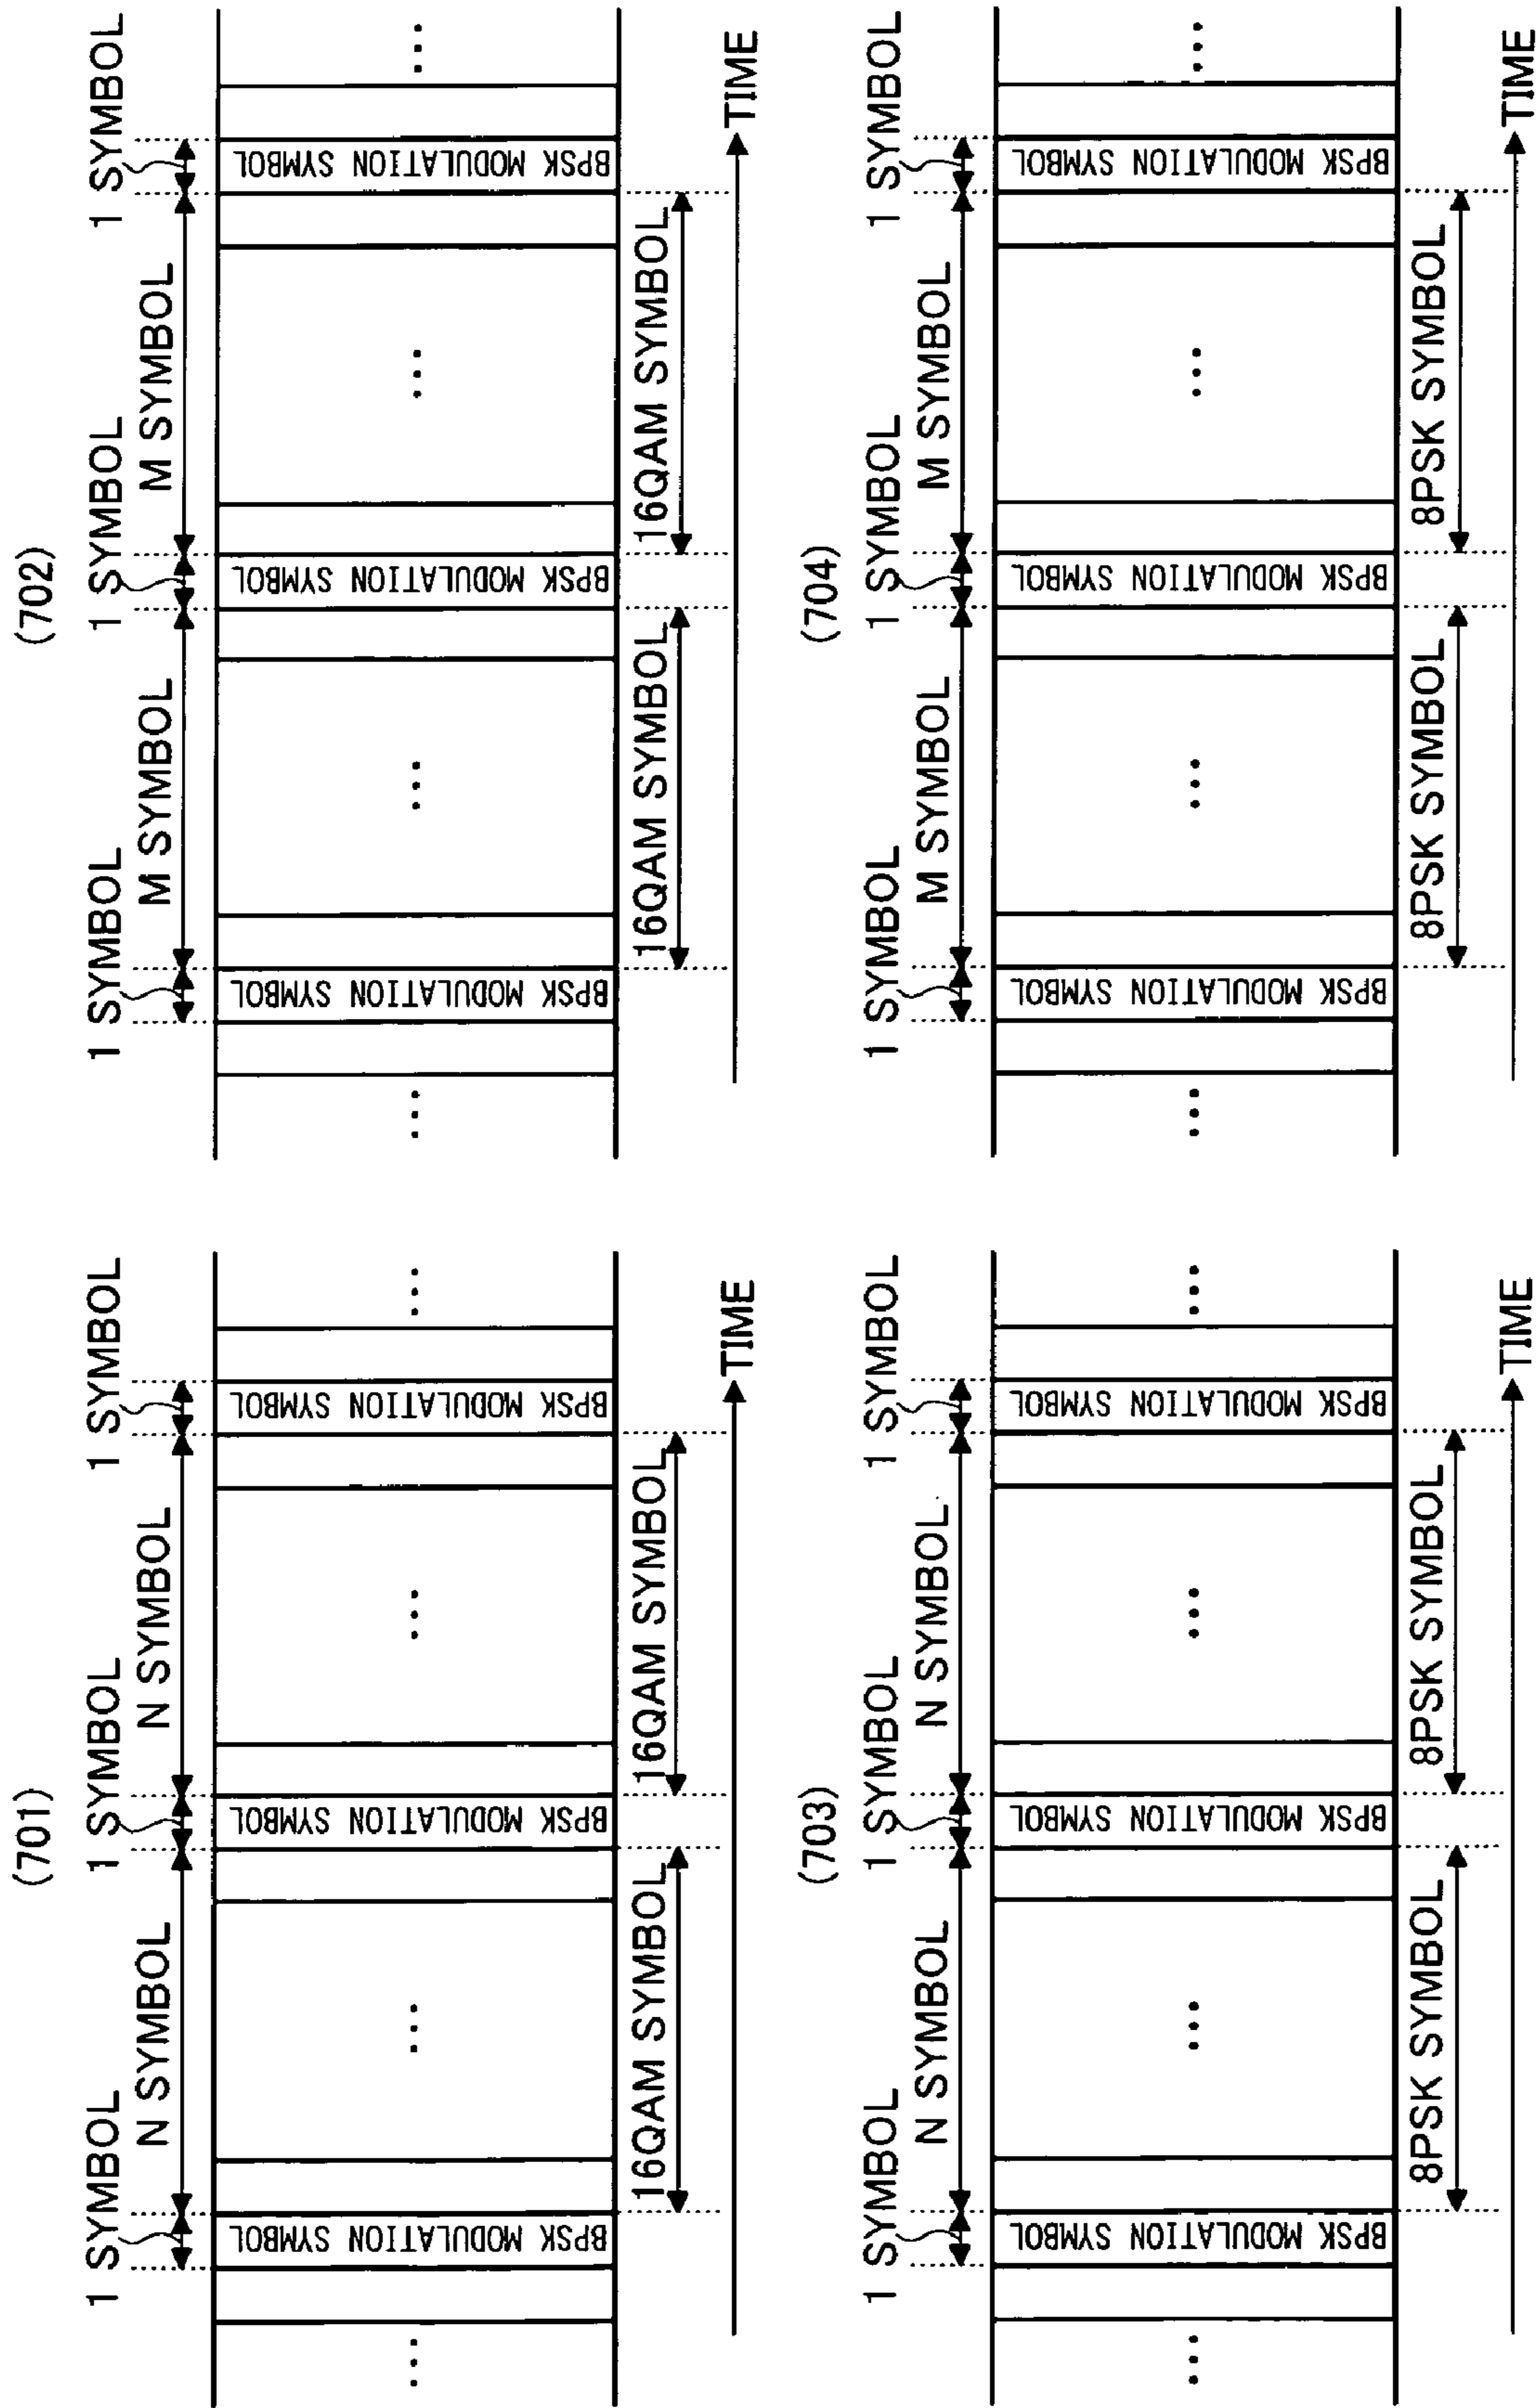 (701)
1 SYMBOL
1 SYMBOL
1 SYMBOL
N SYMBOL
N SYMBOL
...
BPSK MODULATION SYMBOL
...
BPSK MODULATION SYMBOL
...
BPSK MODULATION SYMBOL
...
16QAM SYMBOL
16QAM SYMBOL
TIME
(702)
1 SYMBOL
1 SYMBOL
1 SYMBOL
M SYMBOL
M SYMBOL
...
BPSK MODULATION SYMBOL
...
BPSK MODULATION SYMBOL
...
BPSK MODULATION SYMBOL
...
16QAM SYMBOL
16QAM SYMBOL
TIME
(703)
1 SYMBOL
1 SYMBOL
1 SYMBOL
N SYMBOL
N SYMBOL
...
BPSK MODULATION SYMBOL
...
BPSK MODULATION SYMBOL
...
BPSK MODULATION SYMBOL
...
8PSK SYMBOL
8PSK SYMBOL
TIME
(704)
1 SYMBOL
1 SYMBOL
1 SYMBOL
M SYMBOL
M SYMBOL
...
BPSK MODULATION SYMBOL
...
BPSK MODULATION SYMBOL
...
BPSK MODULATION SYMBOL
...
8PSK SYMBOL
8PSK SYMBOL
TIME